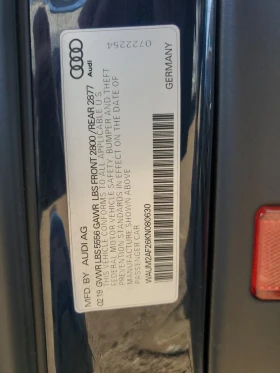 MFD. BY AUDI AG
02/19 GVWR LBS 5556 GAWR LBS FRONT 2800 / REAR 2877
THIS VEHICLE CONFORMS TO ALL APPLICABLE U.S.
FEDERAL MOTOR VEHICLE SAFETY, BUMPER AND THEFT
PREVENTION STANDARDS IN EFFECT ON THE DATE OF
MANUFACTURE SHOWN ABOVE.
PASSENGER CAR
WAUM2AF26KN080630
Audi
0722254
GERMANY